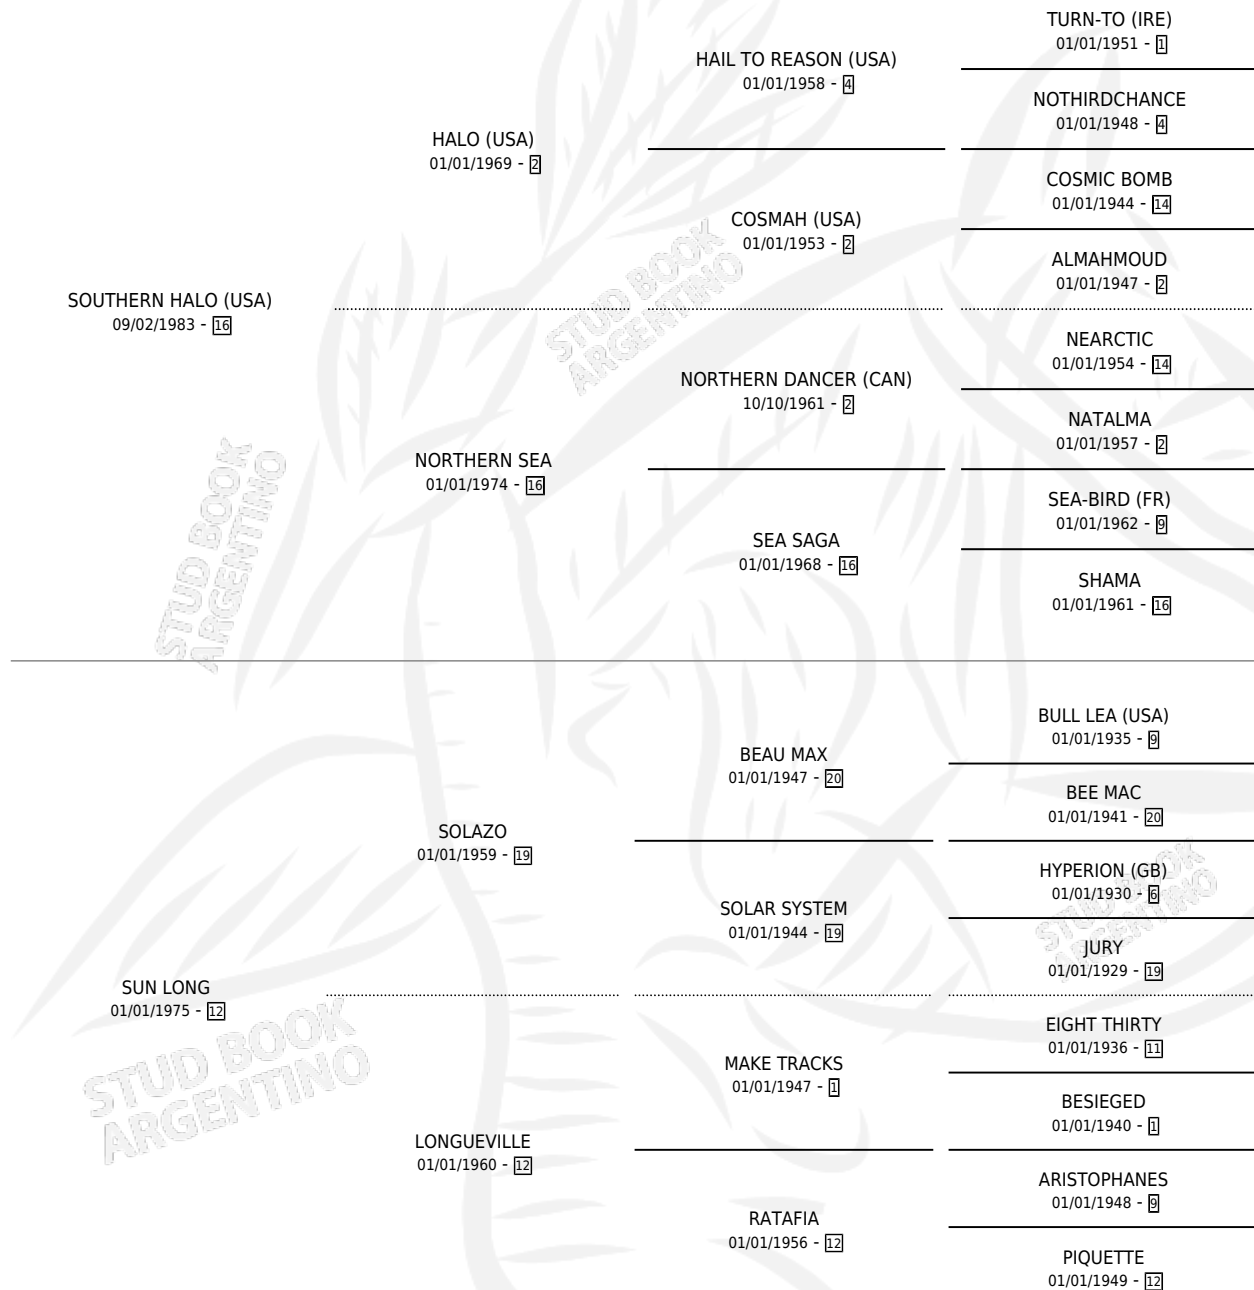 TURN-TO (IRE)
01/01/1951 - 1
HAIL TO REASON (USA)
01/01/1958 - 4
NOTHIRDCHANCE
01/01/1948 - 4
HALO (USA)
01/01/1969 - 2
COSMIC BOMB
01/01/1944 - 14
COSMAH (USA)
01/01/1953 - 2
ALMAHMOUD
01/01/1947 - 2
SOUTHERN HALO (USA)
09/02/1983 - 16
NEARCTIC
01/01/1954 - 14
NORTHERN DANCER (CAN)
10/10/1961 - 2
NATALMA
01/01/1957 - 2
NORTHERN SEA
01/01/1974 - 16
SEA-BIRD (FR)
01/01/1962 - 9
SEA SAGA
01/01/1968 - 16
SHAMA
01/01/1961 - 16
BULL LEA (USA)
01/01/1935 - 9
BEAU MAX
01/01/1947 - 20
BEE MAC
01/01/1941 - 20
SOLAZO
01/01/1959 - 19
HYPERION (GB)
01/01/1930 - 6
SOLAR SYSTEM
01/01/1944 - 19
JURY
01/01/1929 - 19
SUN LONG
01/01/1975 - 12
EIGHT THIRTY
01/01/1936 - 11
MAKE TRACKS
01/01/1947 - 1
BESIEGED
01/01/1940 - 1
LONGUEVILLE
01/01/1960 - 12
ARISTOPHANES
01/01/1948 - 9
RATAFIA
01/01/1956 - 12
PIQUETTE
01/01/1949 - 12
STUD BOOK
ARGENTINO
STUD BOOK
ARGENTINO
STUD BOOK
ARGENTINO
STUD BOOK
ARGENTINO